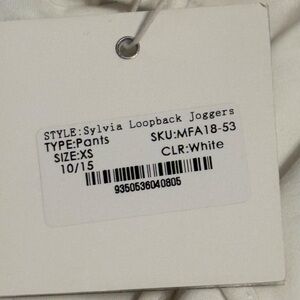 STYLE:Sylvia Loopback Joggers
TYPE:Pants SKU:MFA18-53
SIZE:XS CLR:White
10/15
9350536040805